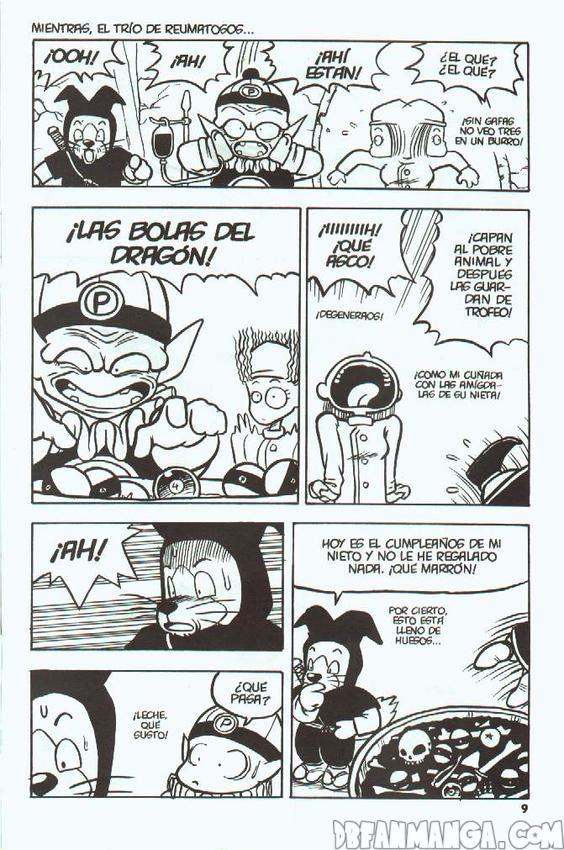 MIENTRAS, EL TRÍO DE REUMATOSOS...
¡OOH!
¡AH!
¡AHÍ
ESTÁN!
¿EL QUÉ?
¿EL QUÉ?
¡SIN GAFAS
NO VEO TRES
EN UN BURRO!
P
¡LAS BOLAS DEL
DRAGÓN!
P
4
¡IIIIIIIIH!
¡QUÉ
ASCO!
¡DEGENERAOS!
¡CAPAN
AL POBRE
ANIMAL Y
DESPUÉS
LAS GUAR-
DAN DE
TROFEO!
¡COMO MI CUÑADA
CON LAS AMÍGDA-
LAS DE SU NIETA!
¡AH!
¡LECHE,
QUÉ
SUSTO!
¿QUÉ
PASA?
P
HOY ES EL CUMPLEAÑOS DE MI
NIETO Y NO LE HE REGALADO
NADA. ¡QUÉ MARRÓN!
POR CIERTO,
ESTO ESTÁ
LLENO DE
HUESOS...
9
DBFANMANGA.COM